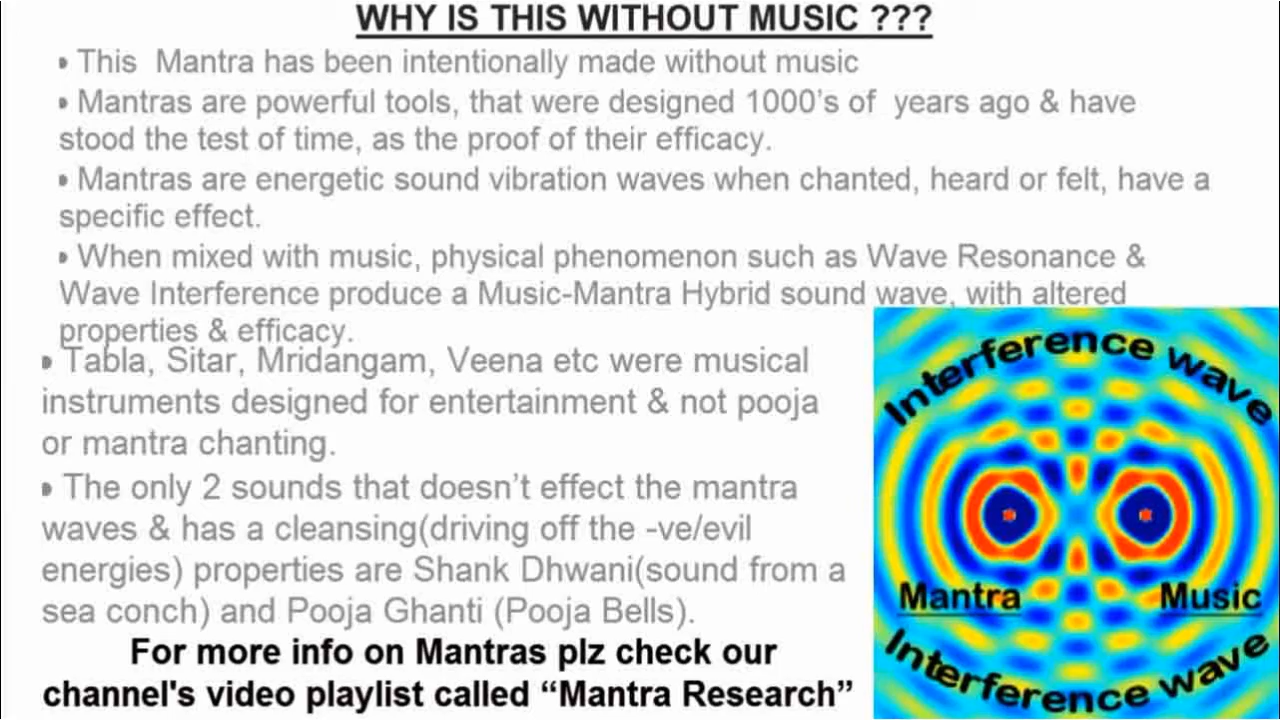 WHY IS THIS WITHOUT MUSIC ???
• This  Mantra has been intentionally made without music
• Mantras are powerful tools, that were designed 1000's of  years ago & have
stood the test of time, as the proof of their efficacy.
• Mantras are energetic sound vibration waves when chanted, heard or felt, have a
specific effect.
• When mixed with music, physical phenomenon such as Wave Resonance &
Wave Interference produce a Music-Mantra Hybrid sound wave, with altered
properties & efficacy.
• Tabla, Sitar, Mridangam, Veena etc were musical
instruments designed for entertainment & not pooja
or mantra chanting.
• The only 2 sounds that doesn't effect the mantra
waves & has a cleansing(driving off the -ve/evil
energies) properties are Shank Dhwani(sound from a
sea conch) and Pooja Ghanti (Pooja Bells).
For more info on Mantras plz check our
channel's video playlist called “Mantra Research”
Interference wave
Mantra
Music
Interference wave